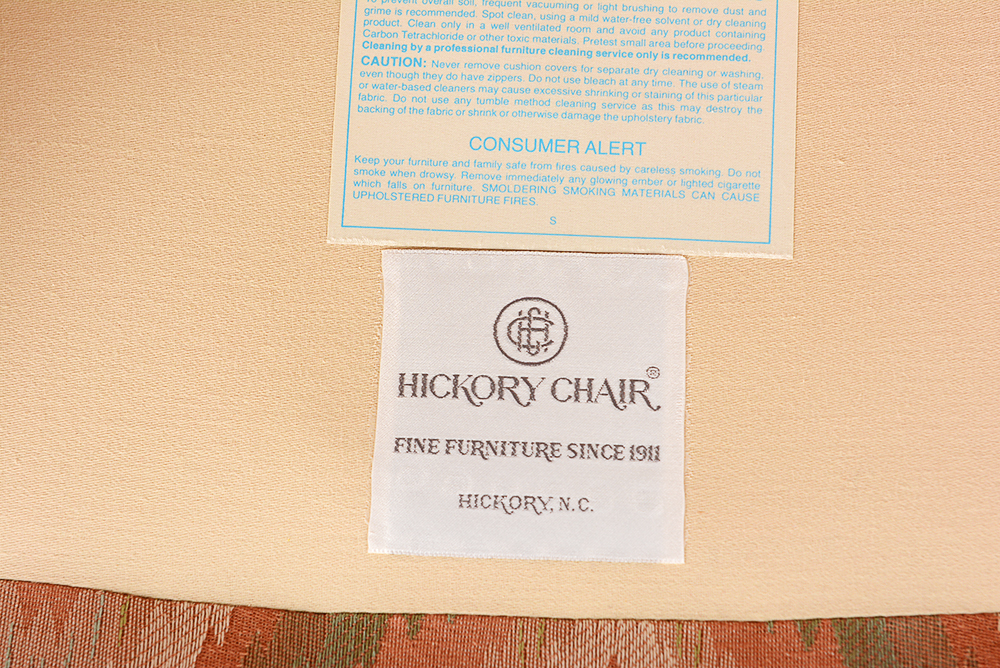 To prevent overall soil, frequent vacuuming or light brushing to remove dust and
grime is recommended. Spot clean, using a mild water-free solvent or dry cleaning
product. Clean only in a well ventilated room and avoid any product containing
Carbon Tetrachloride or other toxic materials. Pretest small area before proceeding.
Cleaning by a professional furniture cleaning service only is recommended.
CAUTION: Never remove cushion covers for separate dry cleaning or washing,
even though they do have zippers. Do not use bleach at any time. The use of steam
or water-based cleaners may cause excessive shrinking or staining of this particular
fabric. Do not use any tumble method cleaning service as this may destroy the
backing of the fabric or shrink or otherwise damage the upholstery fabric.
CONSUMER ALERT
Keep your furniture and family safe from fires caused by careless smoking. Do not
smoke when drowsy. Remove immediately any glowing ember or lighted cigarette
which falls on furniture. SMOLDERING SMOKING MATERIALS CAN CAUSE
UPHOLSTERED FURNITURE FIRES.
S
HICKORY CHAIR®
FINE FURNITURE SINCE 1911
HICKORY, N.C.